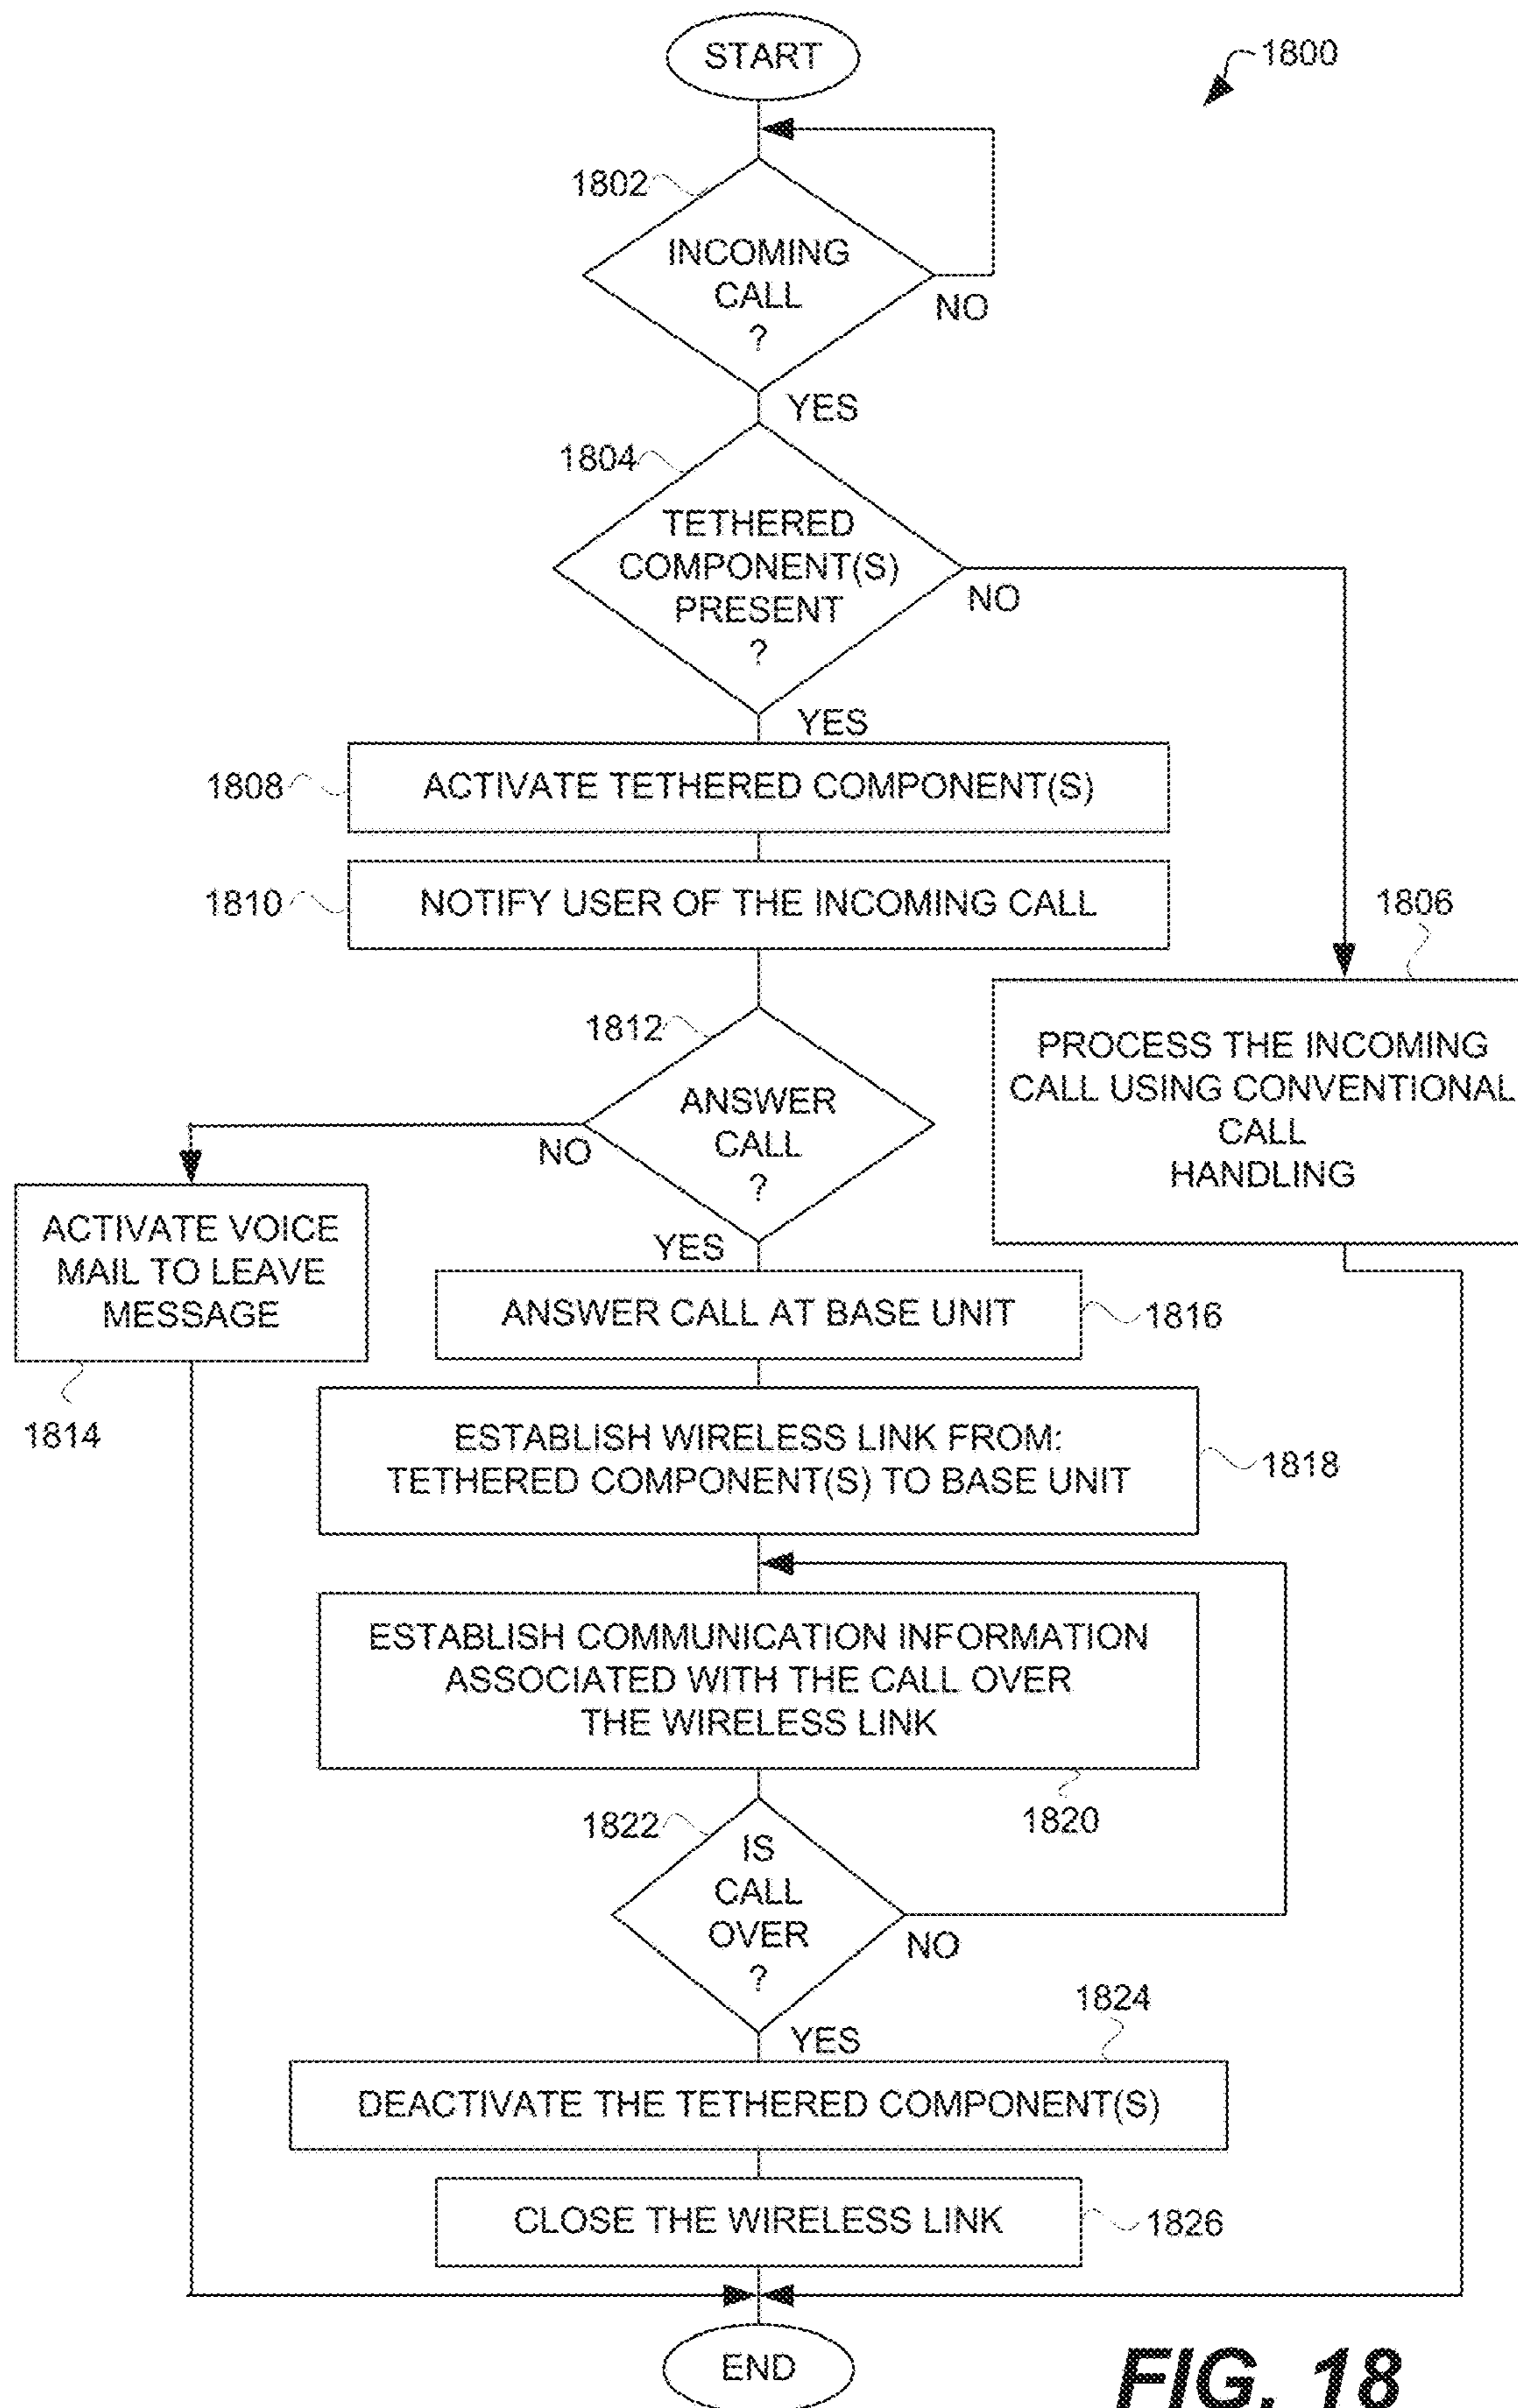 START
1800
1802
INCOMING
CALL
?
NO
YES
1804
TETHERED
COMPONENT(S)
PRESENT
?
NO
YES
1808
ACTIVATE TETHERED COMPONENT(S)
1810
NOTIFY USER OF THE INCOMING CALL
1806
PROCESS THE INCOMING
CALL USING CONVENTIONAL
CALL
HANDLING
1812
ANSWER
CALL
?
NO
YES
ACTIVATE VOICE
MAIL TO LEAVE
MESSAGE
1814
ANSWER CALL AT BASE UNIT
1816
ESTABLISH WIRELESS LINK FROM:
TETHERED COMPONENT(S) TO BASE UNIT
1818
ESTABLISH COMMUNICATION INFORMATION
ASSOCIATED WITH THE CALL OVER
THE WIRELESS LINK
1820
1822
IS
CALL
OVER
?
NO
YES
1824
DEACTIVATE THE TETHERED COMPONENT(S)
CLOSE THE WIRELESS LINK
1826
END
FIG. 18